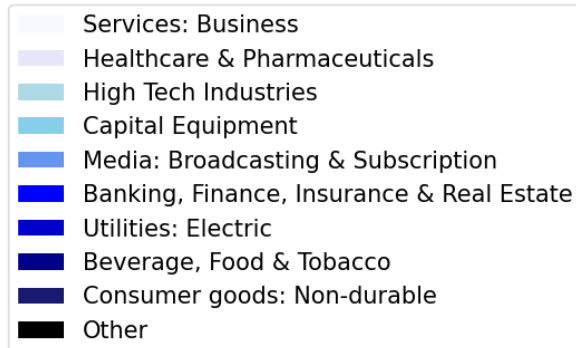 Services: Business
Healthcare & Pharmaceuticals
High Tech Industries
Capital Equipment
Media: Broadcasting & Subscription
Banking, Finance, Insurance & Real Estate
Utilities: Electric
Beverage, Food & Tobacco
Consumer goods: Non-durable
Other